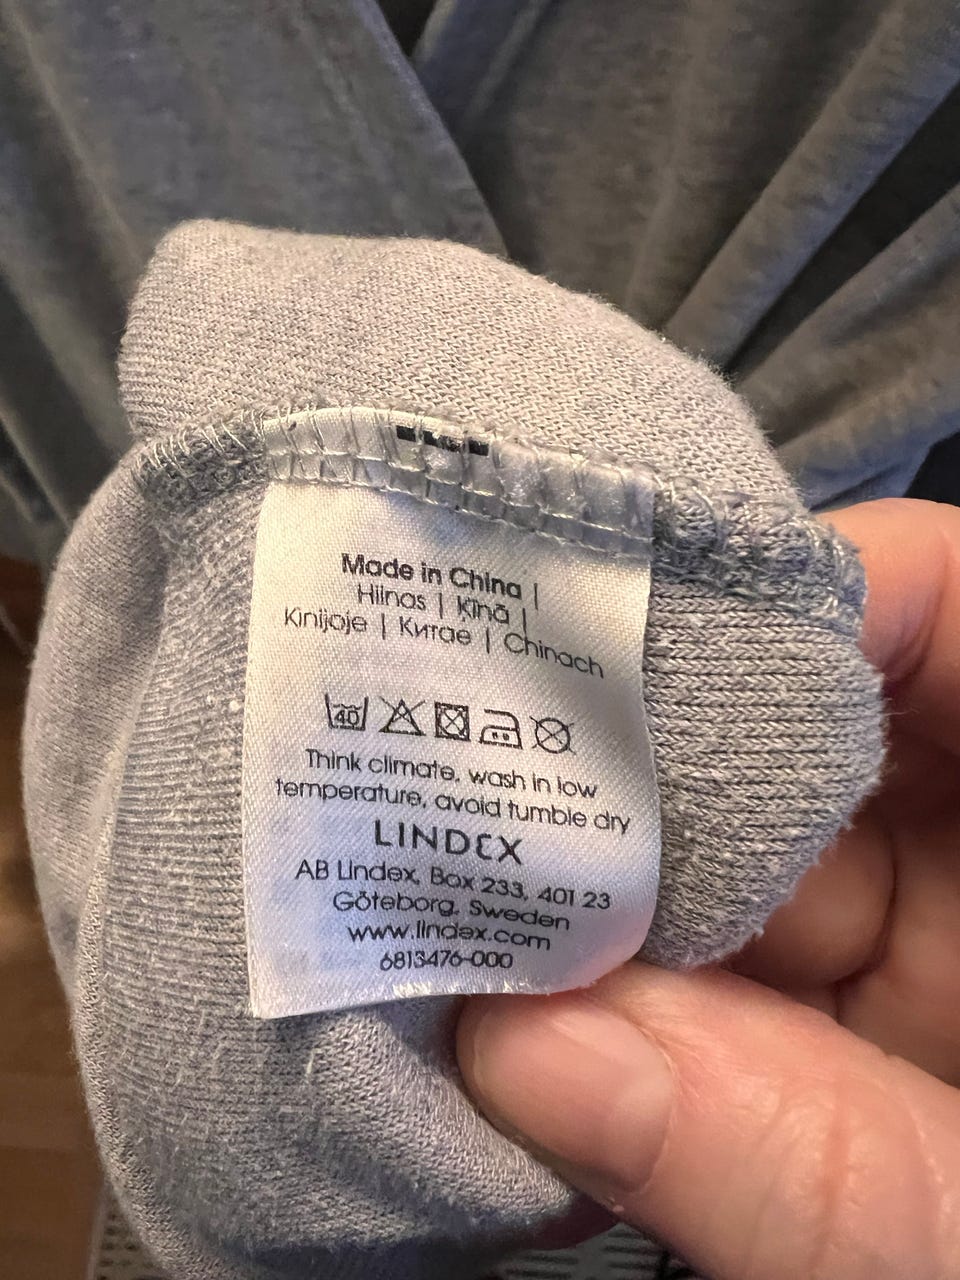 Made in China |
Hiinas | Ķīnā |
Kinijoje | Китае | Chinach
40
Think climate, wash in low
temperature, avoid tumble dry
LINDEX
AB Lindex, Box 233, 401 23
Göteborg, Sweden
www.lindex.com
6813476-000